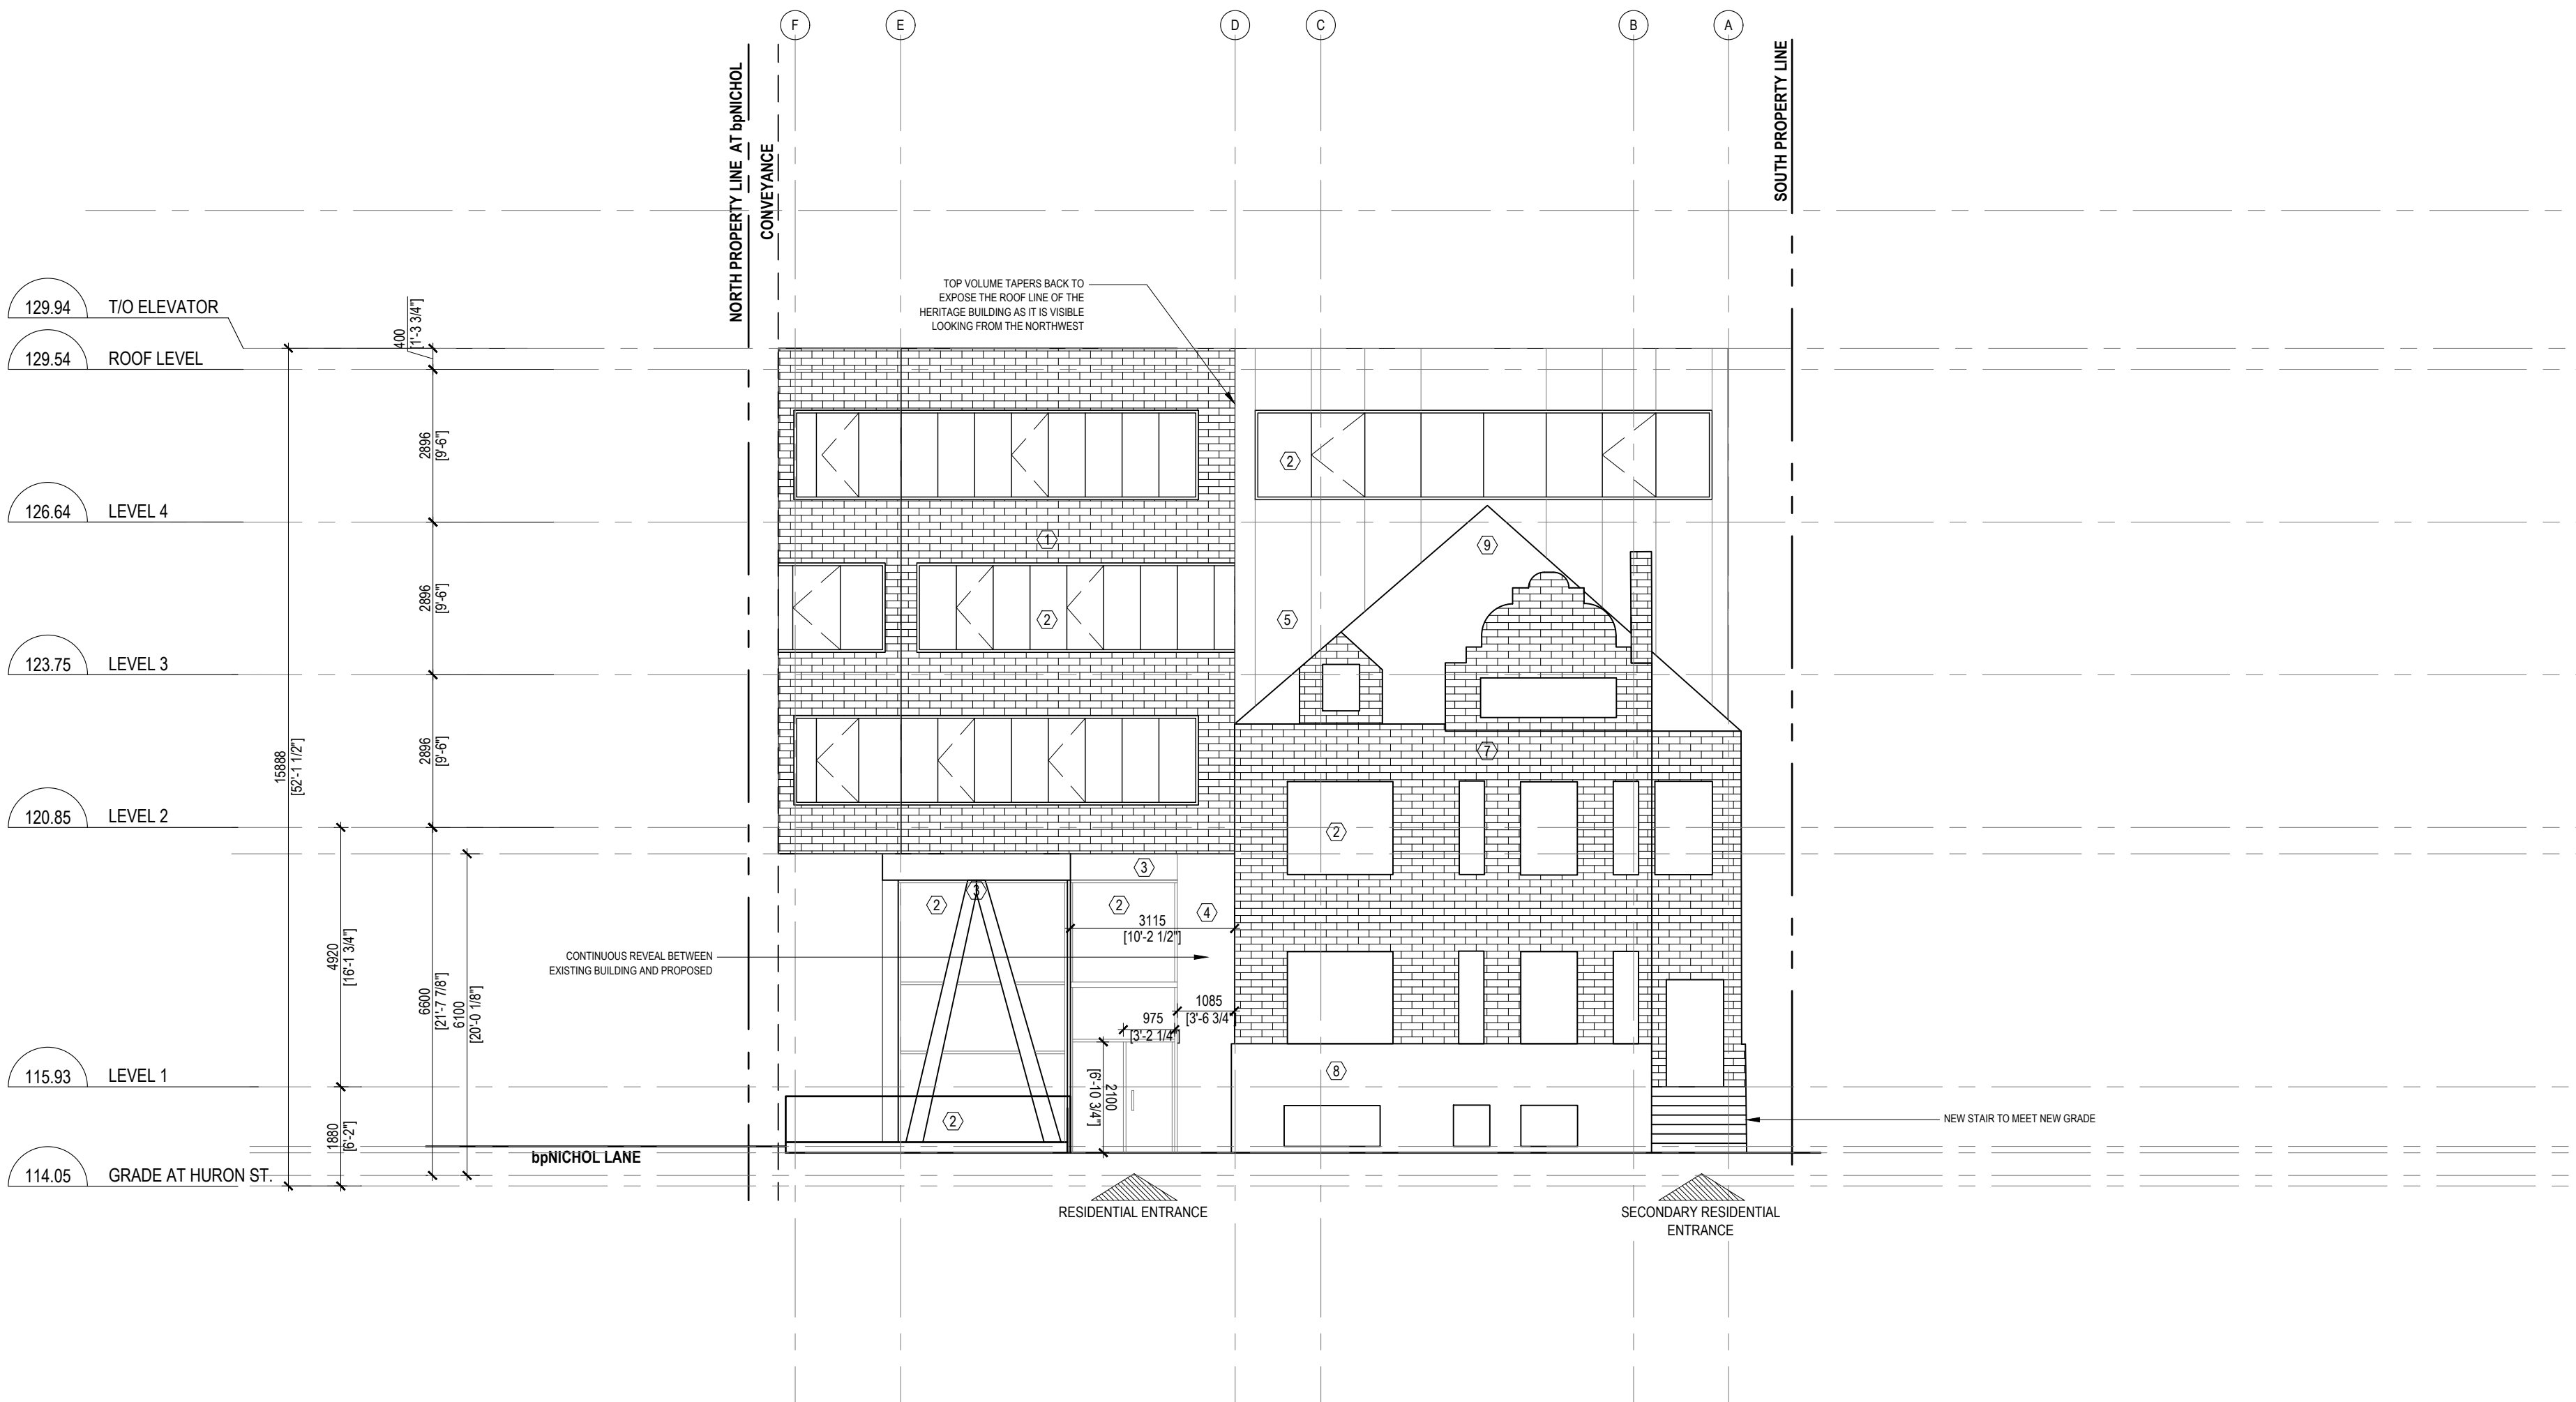 F
E
D
C
B
A
NORTH PROPERTY LINE AT bpNICHOL
CONVEYANCE
SOUTH PROPERTY LINE
TOP VOLUME TAPERS BACK TO
EXPOSE THE ROOF LINE OF THE
HERITAGE BUILDING AS IT IS VISIBLE
LOOKING FROM THE NORTHWEST
129.94 T/O ELEVATOR
400
[1'-3 3/4"]
129.54 ROOF LEVEL
2896
[9'-6"]
2
126.64 LEVEL 4
1
9
2896
[9'-6"]
2
5
123.75 LEVEL 3
2896
[9'-6"]
15888
[52'-1 1/2"]
7
120.85 LEVEL 2
2
3
3
2
2
4
3115
[10'-2 1/2"]
CONTINUOUS REVEAL BETWEEN
EXISTING BUILDING AND PROPOSED
4920
[16'-1 3/4"]
6600
[21'-7 7/8"]
6100
[20'-0 1/8"]
1085
[3'-6 3/4"
975
[3'-2 1/4"]
115.93 LEVEL 1
8
2100
[6'-10 3/4"]
2
NEW STAIR TO MEET NEW GRADE
1880
[6'-2"]
bpNICHOL LANE
114.05 GRADE AT HURON ST.
RESIDENTIAL ENTRANCE
SECONDARY RESIDENTIAL
ENTRANCE